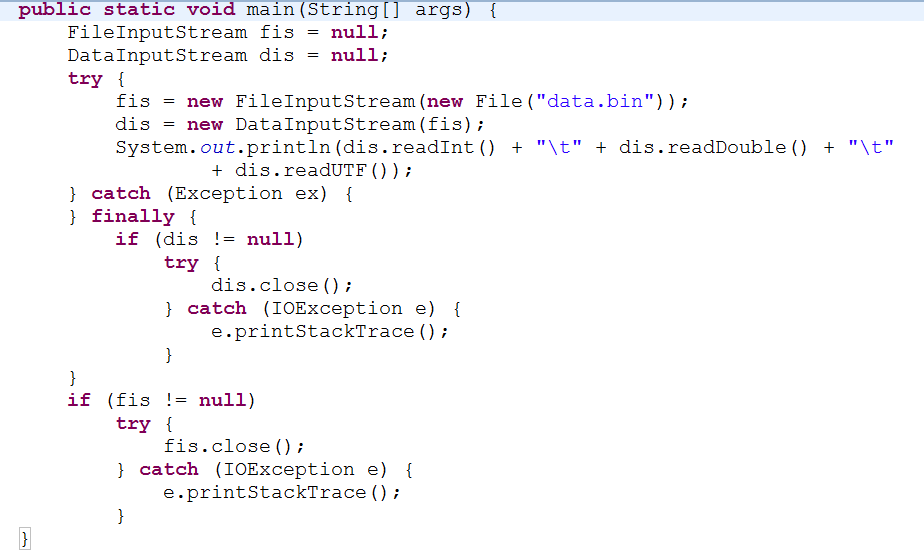 public static void main(String[] args) {
    FileInputStream fis = null;
    DataInputStream dis = null;
    try {
        fis = new FileInputStream(new File("data.bin"));
        dis = new DataInputStream(fis);
        System.out.println(dis.readInt() + "\t" + dis.readDouble() + "\t"
                + dis.readUTF());
    } catch (Exception ex) {
    } finally {
        if (dis != null)
            try {
                dis.close();
            } catch (IOException e) {
                e.printStackTrace();
            }
    }
    if (fis != null)
        try {
            fis.close();
        } catch (IOException e) {
            e.printStackTrace();
        }
}